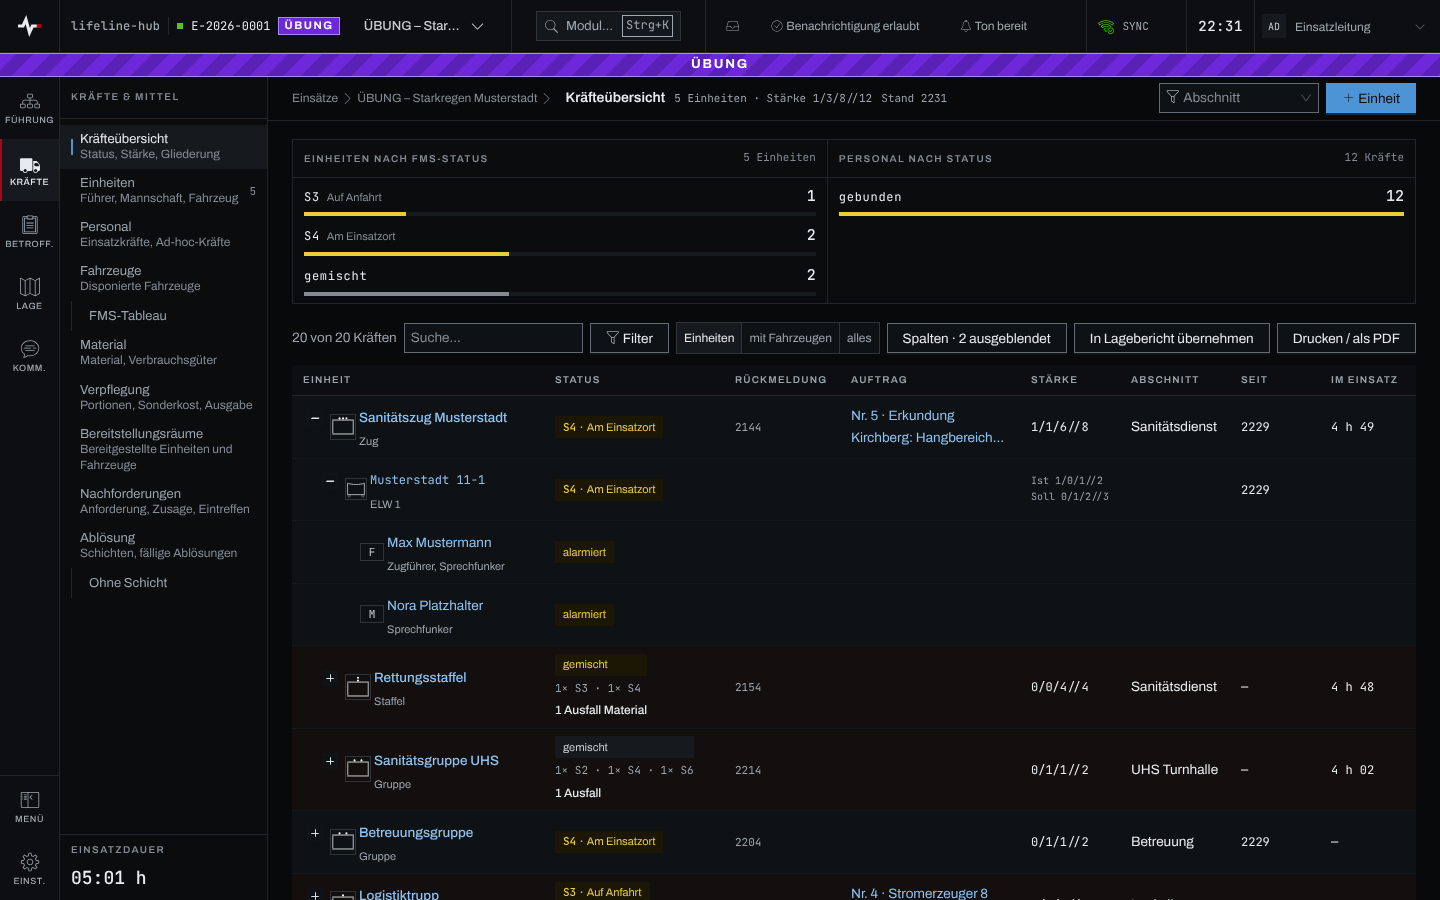 lifeline-hub
E-2026-0001
ÜBUNG
ÜBUNG – Star...
Modul...
Strg+K
Benachrichtigung erlaubt
Ton bereit
SYNC
22:31
AD
Einsatzleitung
ÜBUNG
FÜHRUNG
KRÄFTE
BETROFF.
LAGE
KOMM.
MENÜ
EINST.
KRÄFTE & MITTEL
Kräfteübersicht
Status, Stärke, Gliederung
Einheiten
Führer, Mannschaft, Fahrzeug
5
Personal
Einsatzkräfte, Ad-hoc-Kräfte
Fahrzeuge
Disponierte Fahrzeuge
FMS-Tableau
Material
Material, Verbrauchsgüter
Verpflegung
Portionen, Sonderkost, Ausgabe
Bereitstellungsräume
Bereitgestellte Einheiten und
Fahrzeuge
Nachforderungen
Anforderung, Zusage, Eintreffen
Ablösung
Schichten, fällige Ablösungen
Ohne Schicht
EINSATZDAUER
05:01 h
Einsätze
ÜBUNG – Starkregen Musterstadt
Kräfteübersicht
5 Einheiten · Stärke 1/3/8//12 Stand 2231
Abschnitt
+ Einheit
EINHEITEN NACH FMS-STATUS
5 Einheiten
S3 Auf Anfahrt
1
S4 Am Einsatzort
2
gemischt
2
PERSONAL NACH STATUS
12 Kräfte
gebunden
12
20 von 20 Kräften
Suche...
Filter
Einheiten
mit Fahrzeugen
alles
Spalten · 2 ausgeblendet
In Lagebericht übernehmen
Drucken / als PDF
EINHEIT
STATUS
RÜCKMELDUNG
AUFTRAG
STÄRKE
ABSCHNITT
SEIT
IM EINSATZ
Sanitätszug Musterstadt
Zug
S4 · Am Einsatzort
2144
Nr. 5 · Erkundung
Kirchberg: Hangbereich...
1/1/6//8
Sanitätsdienst
2229
4 h 49
Musterstadt 11-1
ELW 1
S4 · Am Einsatzort
Ist 1/0/1//2
Soll 0/1/2//3
2229
F
Max Mustermann
Zugführer, Sprechfunker
alarmiert
M
Nora Platzhalter
Sprechfunker
alarmiert
+
Rettungsstaffel
Staffel
gemischt
1× S3 · 1× S4
1 Ausfall Material
2154
0/0/4//4
Sanitätsdienst
–
4 h 48
+
Sanitätsgruppe UHS
Gruppe
gemischt
1× S2 · 1× S4 · 1× S6
1 Ausfall
2214
0/1/1//2
UHS Turnhalle
–
4 h 02
+
Betreuungsgruppe
Gruppe
S4 · Am Einsatzort
2204
0/1/1//2
Betreuung
2229
–
+
Logistiktrupp
S3 · Auf Anfahrt
Nr. 4 · Stromerzeuger 8